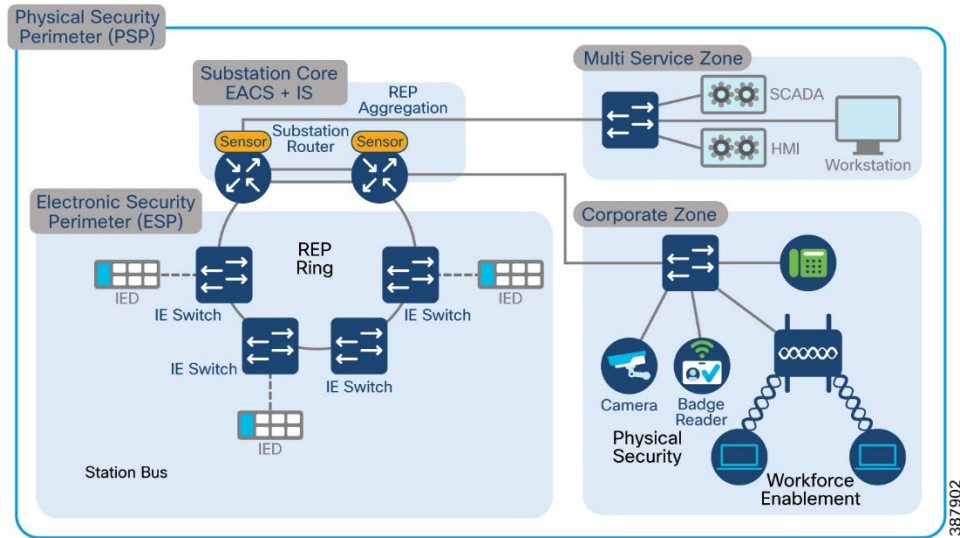 Physical Security
Perimeter (PSP)
Substation Core
EACS + IS
REP
Aggregation
Sensor
Substation
Router
Sensor
Multi Service Zone
SCADA
HMI
Workstation
Electronic Security
Perimeter (ESP)
REP
Ring
IED
IE Switch
IE Switch
IED
IE Switch
IE Switch
IED
Station Bus
Corporate Zone
Camera
Badge
Reader
Physical
Security
Workforce
Enablement
387902